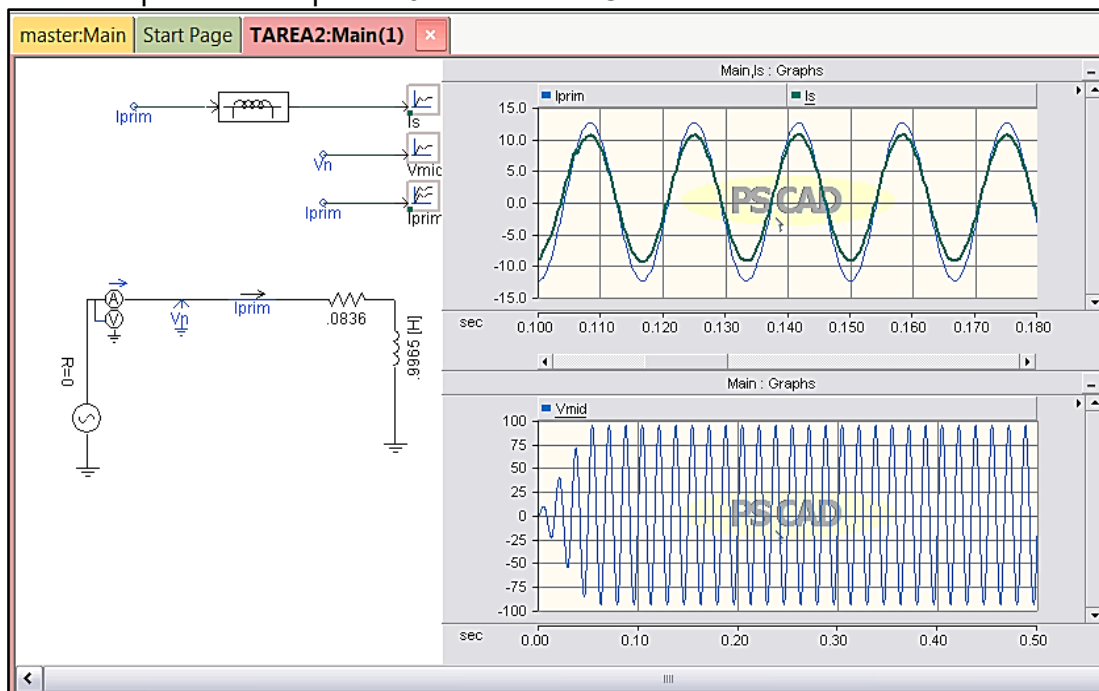 master:Main Start Page TAREA2:Main(1)
Main,Is : Graphs
Iprim Is
Iprim
Is
Vn
Vmid
Iprim
Iprim
15.0
10.0
5.0
0.0
-5.0
-10.0
-15.0
PSCAD
sec 0.100 0.110 0.120 0.130 0.140 0.150 0.160 0.170 0.180
A
V
Vn
Iprim
.0836
.9965 [H]
R=0
Main : Graphs
Vmid
100
75
50
25
0
-25
-50
-75
-100
PSCAD
sec 0.00 0.10 0.20 0.30 0.40 0.50